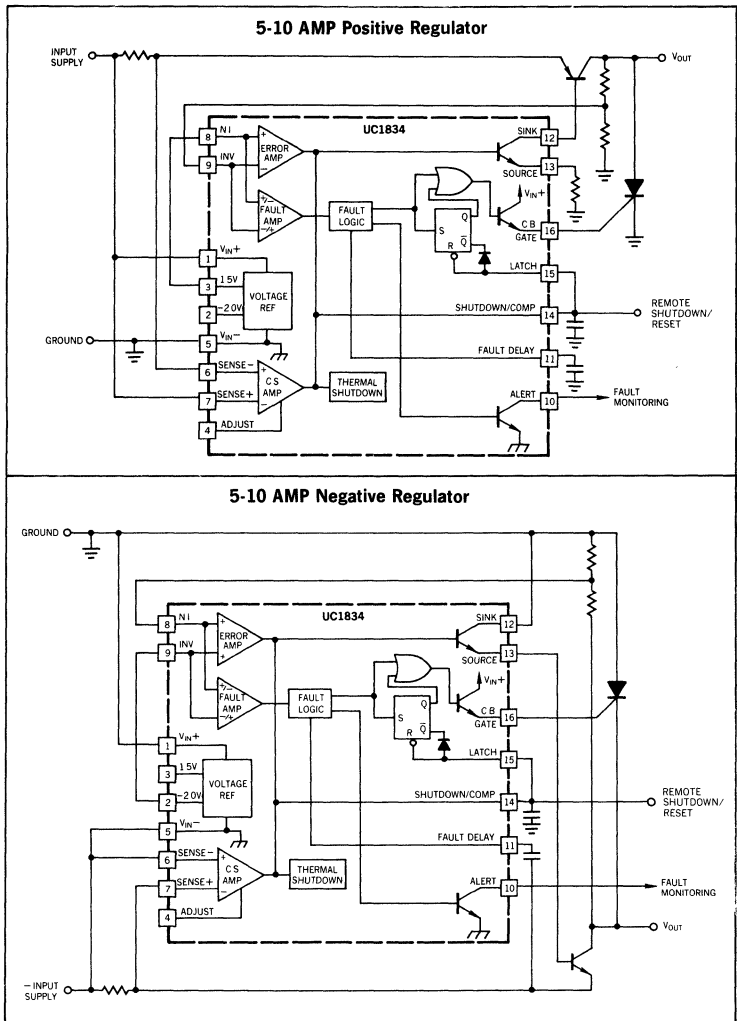 5-10 AMP Positive Regulator
INPUT
SUPPLY
VOUT
UC1834
8 NI
9 INV
+
ERROR
AMP
−
+/−
FAULT
AMP
−/+
FAULT
LOGIC
SINK 12
13
SOURCE
VIN+
S Q
R Q̅
C B
GATE 16
LATCH
15
1 VIN+
3 1 5V
2 −2 0V
VOLTAGE
REF
5 VIN−
GROUND
SHUTDOWN/COMP
14
REMOTE
SHUTDOWN/
RESET
FAULT DELAY
11
6 SENSE−
7 SENSE+
+
C S
AMP
−
THERMAL
SHUTDOWN
ALERT
10
FAULT
MONITORING
4 ADJUST
5-10 AMP Negative Regulator
GROUND
UC1834
8 NI
9 INV
+
ERROR
AMP
+
+/−
FAULT
AMP
−/+
FAULT
LOGIC
SINK 12
13
SOURCE
VIN+
S Q
R Q̅
C B
GATE 16
LATCH
15
1 VIN+
3 1 5V
2 −2 0V
VOLTAGE
REF
5 VIN−
SHUTDOWN/COMP
14
REMOTE
SHUTDOWN/
RESET
FAULT DELAY
11
6 SENSE−
7 SENSE+
+
C S
AMP
−
THERMAL
SHUTDOWN
ALERT
10
FAULT
MONITORING
4 ADJUST
VOUT
− INPUT
SUPPLY